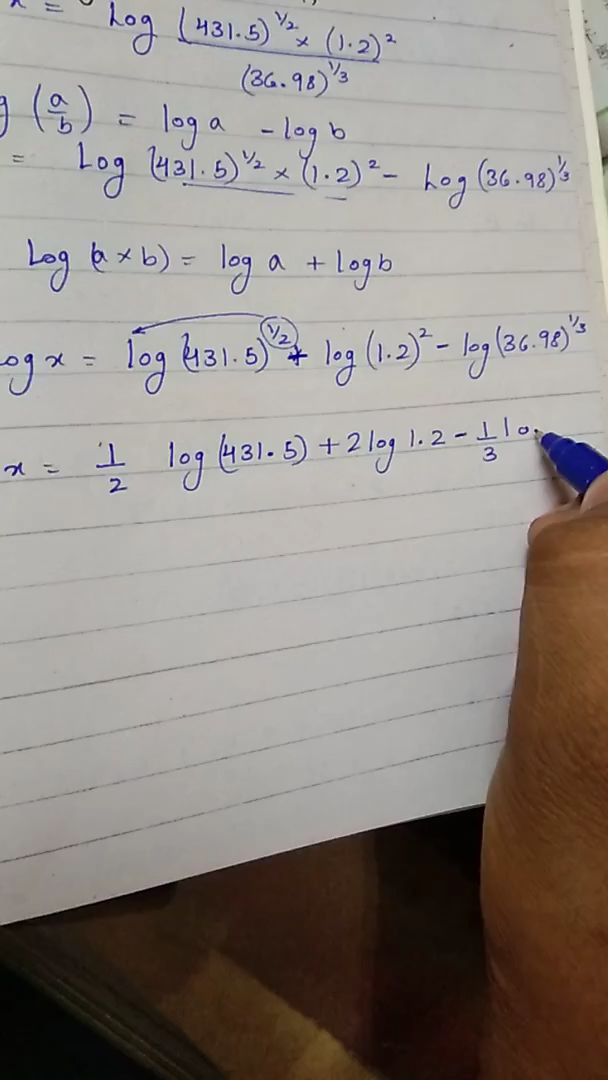 x = Log (431.5)^½ × (1.2)² / (36.98)^⅓
g (a/b) = log a - log b
= Log (431.5)^½ × (1.2)² - Log (36.98)^⅓
Log (a × b) = log a + log b
og x = log (431.5)^½ + log (1.2)² - log (36.98)^⅓
x = 1/2 log (431.5) + 2 log 1.2 - 1/3 lo